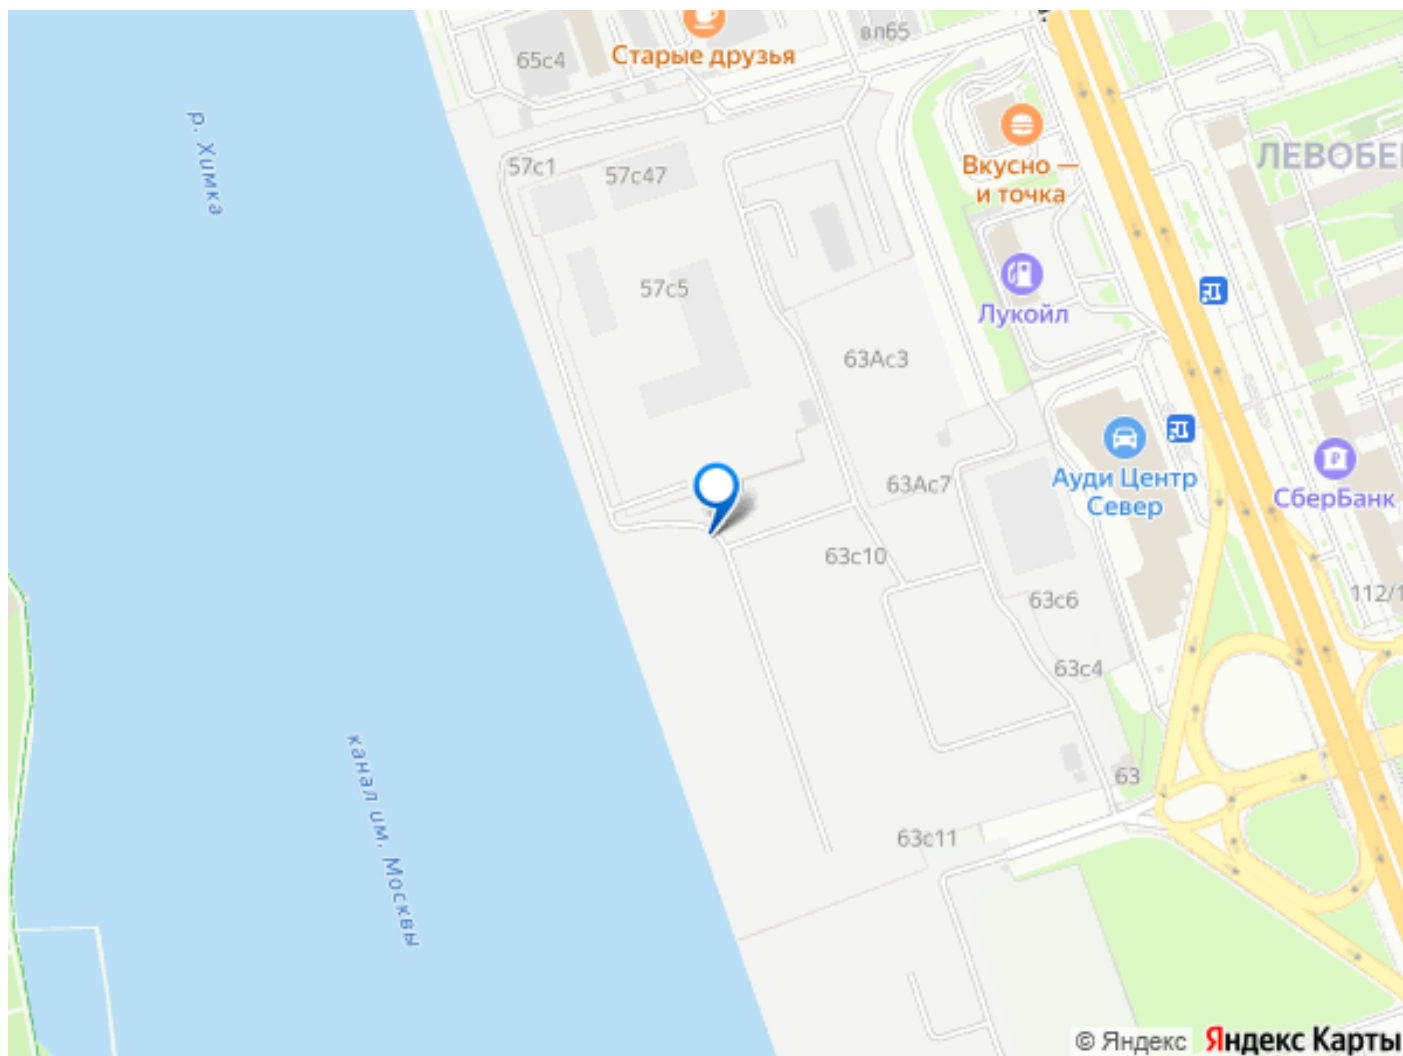 65с4
Старые друзья
вл65
р. Химка
57с1
57с47
Вкусно —
и точка
ЛЕВОБЕ
57с5
Лукойл
63Ас3
63Ас7
Ауди Центр
Север
СберБанк
63с10
63с6
112/1
63с4
канал им. Москвы
63
63с11
© Яндекс Яндекс Карты